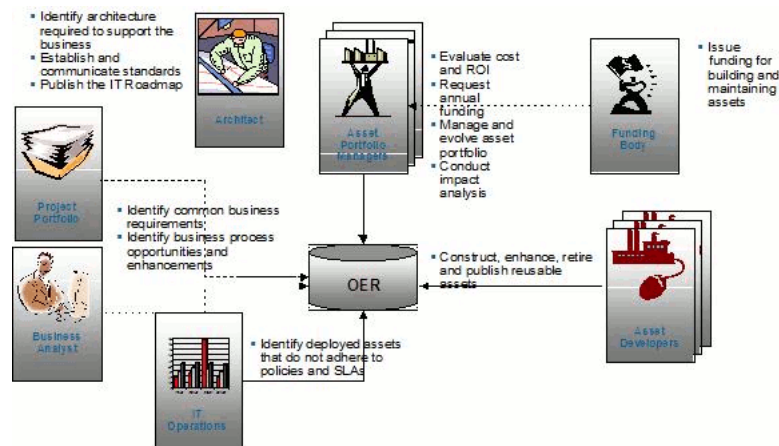 ▪ Identify architecture
required to support the
business
▪ Establish and
communicate standards
▪ Publish the IT Roadmap
Architect
Asset
Portfolio
Managers
▪ Evaluate cost
and ROI
▪ Request
annual
funding
▪ Manage and
evolve asset
portfolio
▪ Conduct
impact
analysis
Funding
Body
▪ Issue
funding for
building and
maintaining
assets
Project
Portfolio
▪ Identify common business
requirements
▪ Identify business process
opportunities and
enhancements
OER
▪ Construct, enhance, retire
and publish reusable
assets
Asset
Developers
Business
Analyst
▪ Identify deployed assets
that do not adhere to
policies and SLAs
IT
Operations